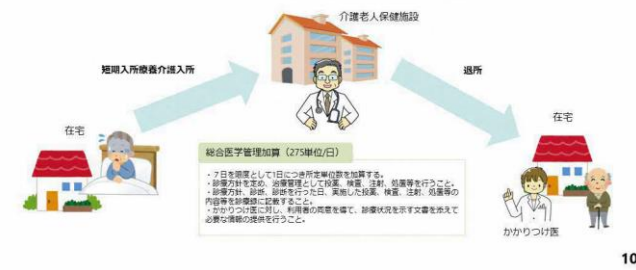 介護老人保健施設
短期入所療養介護入所
退所
在宅
在宅
総合医学管理加算(275単位/日)
・7日を限度として1日につき所定単位数を加算する。
・診療方針を定め、治療管理として投薬、検査、注射、処置等を行うこと。
・診療方針、診断、診断を行った日、実施した投薬、検査、注射、処置等の
内容等を診療録に記載すること。
・かかりつけ医に対し、利用者の同意を得て、診療状況を示す文書を添えて
必要な情報の提供を行うこと。
かかりつけ医
10